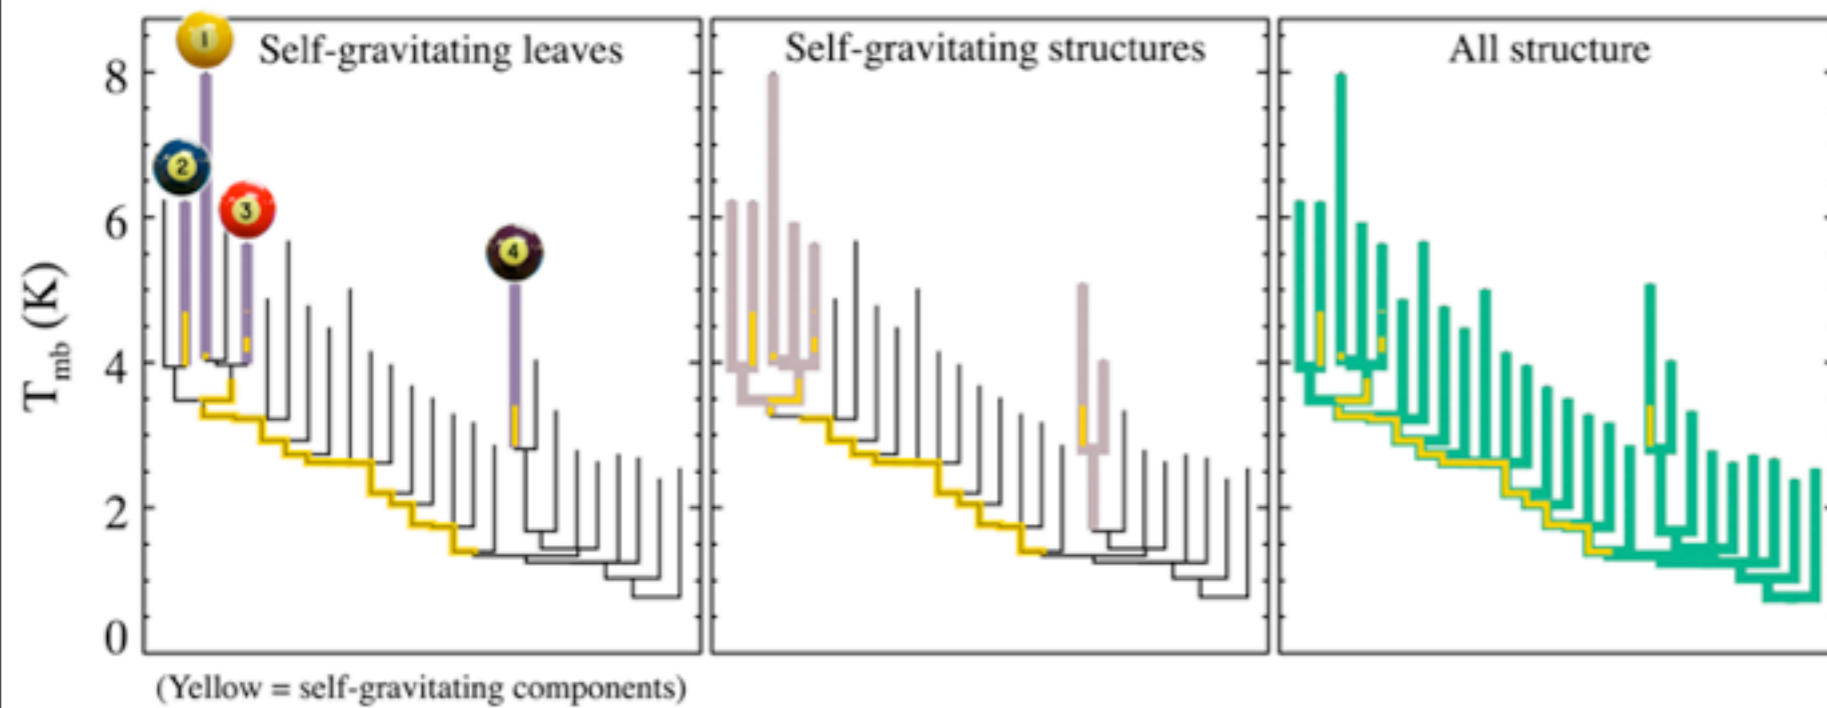 Self-gravitating leaves
Self-gravitating structures
All structure
1
2
3
4
8
6
4
2
0
T_mb (K)
(Yellow = self-gravitating components)